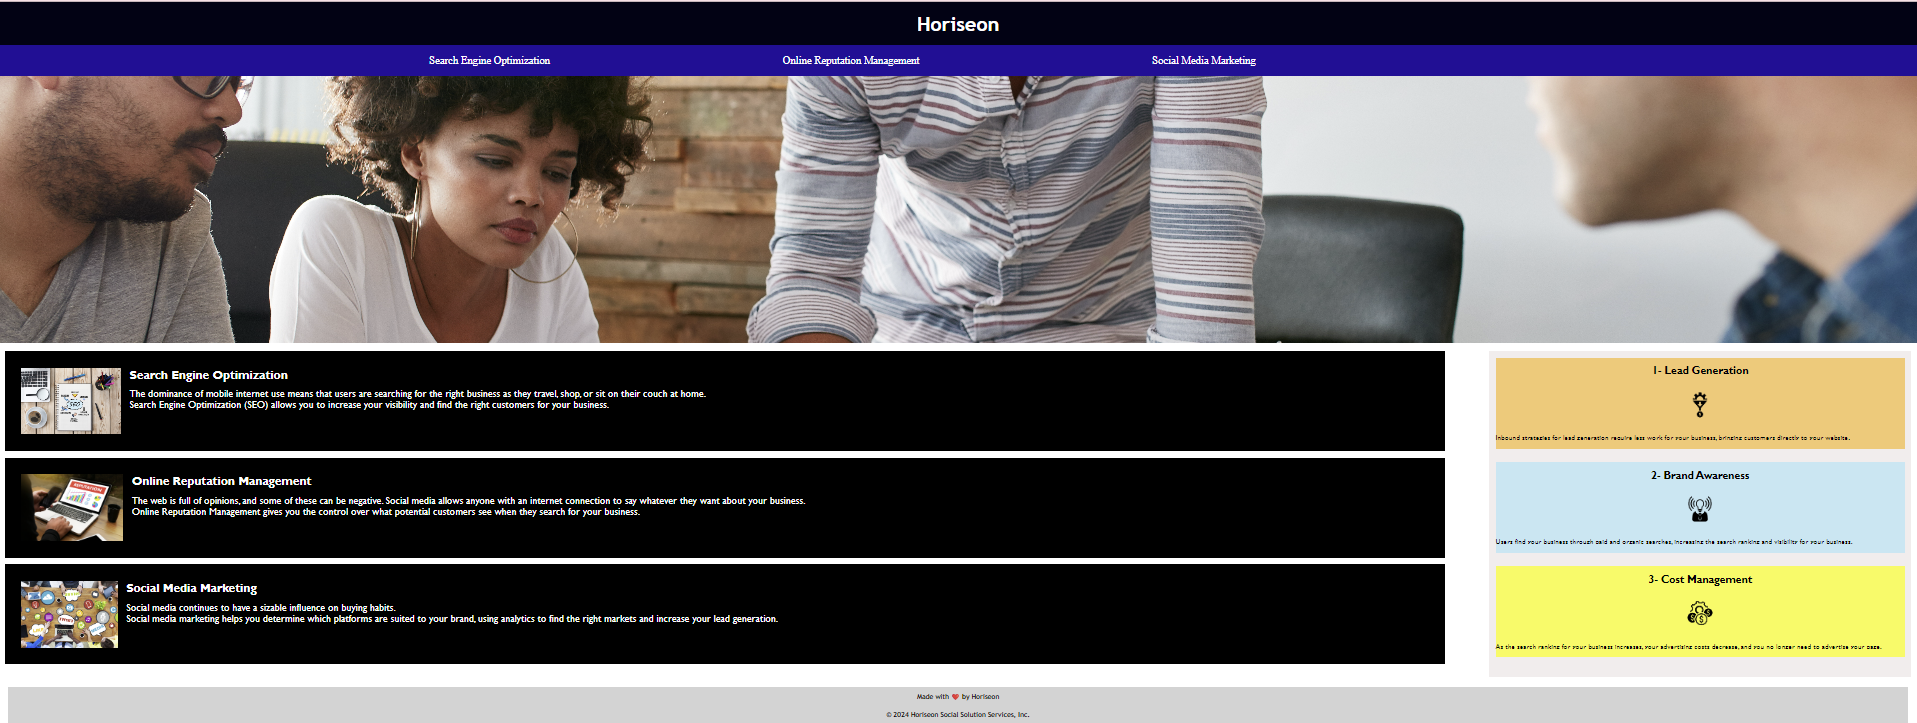 Horiseon
Search Engine Optimization
Online Reputation Management
Social Media Marketing
Search Engine Optimization
The dominance of mobile internet use means that users are searching for the right business as they travel, shop, or sit on their couch at home.
Search Engine Optimization (SEO) allows you to increase your visibility and find the right customers for your business.
Online Reputation Management
The web is full of opinions, and some of these can be negative. Social media allows anyone with an internet connection to say whatever they want about your business.
Online Reputation Management gives you the control over what potential customers see when they search for your business.
Social Media Marketing
Social media continues to have a sizable influence on buying habits.
Social media marketing helps you determine which platforms are suited to your brand, using analytics to find the right markets and increase your lead generation.
1- Lead Generation
Inbound strategies for lead generation require less work for your business, bringing customers directly to your website.
2- Brand Awareness
Users find your business through paid and organic searches, increasing the search ranking and visibility for your business.
3- Cost Management
As the search ranking for your business increases, your advertising costs decrease, and you no longer need to advertise your page.
Made with ❤️ by Horiseon
© 2024 Horiseon Social Solution Services, Inc.